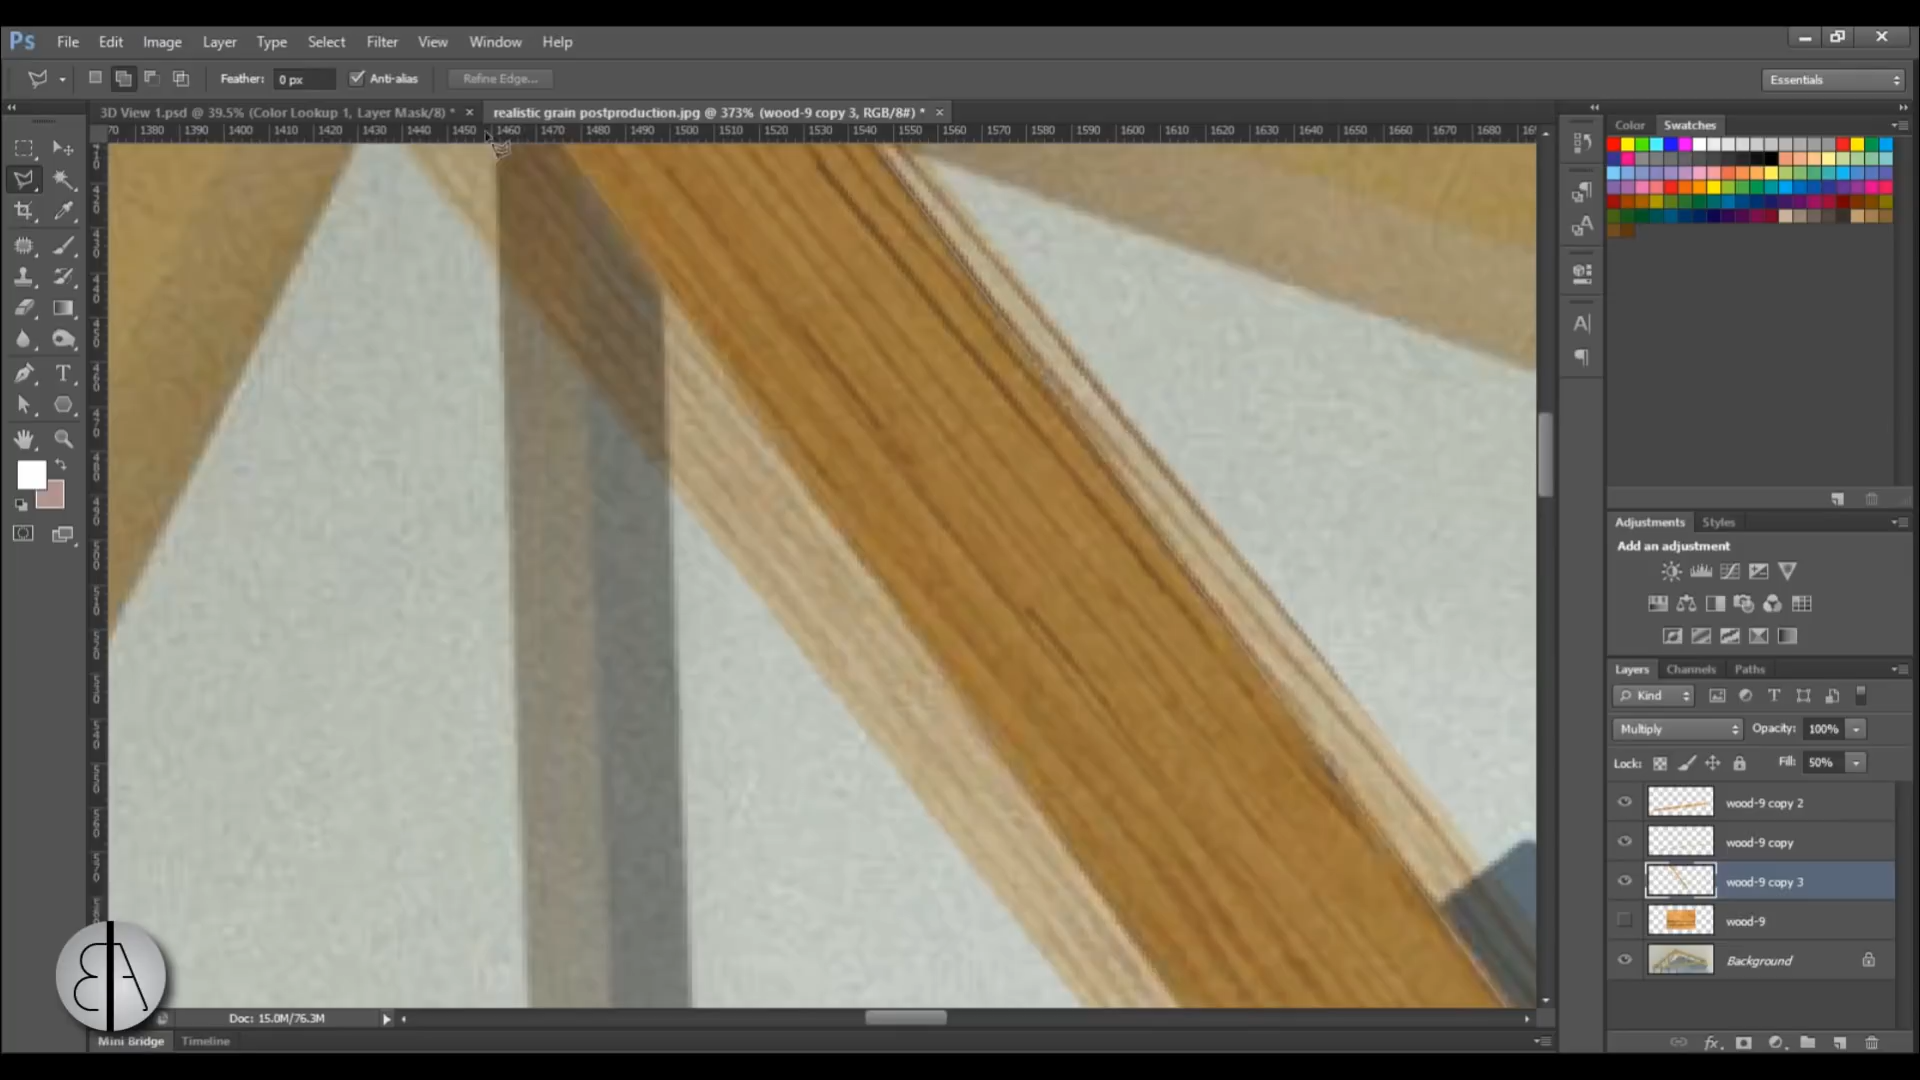 Ps File Edit Image Layer Type Select Filter View Window Help
Feather: 0 px Anti-alias Refine Edge... Essentials
3D View 1.psd @ 39.5% (Color Lookup 1, Layer Mask/8) * × realistic grain postproduction.jpg @ 373% (wood-9 copy 3, RGB/8#) * ×
70 1380 1390 1400 1410 1420 1430 1440 1450 1460 1470 1480 1490 1500 1510 1520 1530 1540 1550 1560 1570 1580 1590 1600 1610 1620 1630 1640 1650 1660 1670 1680 169
Color Swatches
Adjustments Styles
Add an adjustment
Layers Channels Paths
Kind
Multiply Opacity: 100%
Lock: Fill: 50%
wood-9 copy 2
wood-9 copy
wood-9 copy 3
wood-9
Background
Doc: 15.0M/76.3M
Mini Bridge Timeline